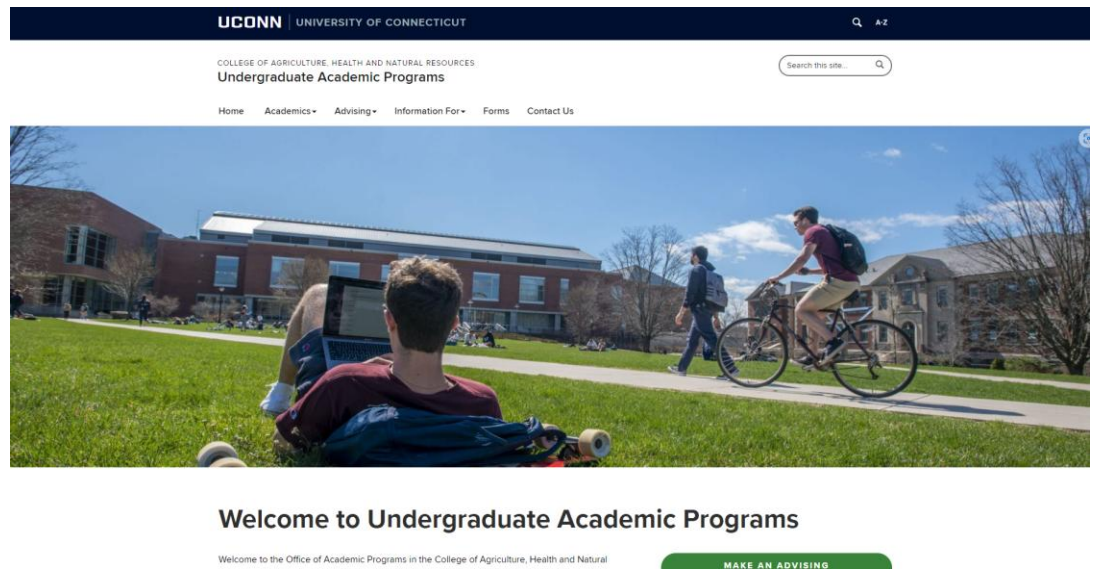 UCONN UNIVERSITY OF CONNECTICUT A-Z
COLLEGE OF AGRICULTURE, HEALTH AND NATURAL RESOURCES
Undergraduate Academic Programs
Search this site...
Home Academics Advising Information For Forms Contact Us
Welcome to Undergraduate Academic Programs
Welcome to the Office of Academic Programs in the College of Agriculture, Health and Natural
MAKE AN ADVISING